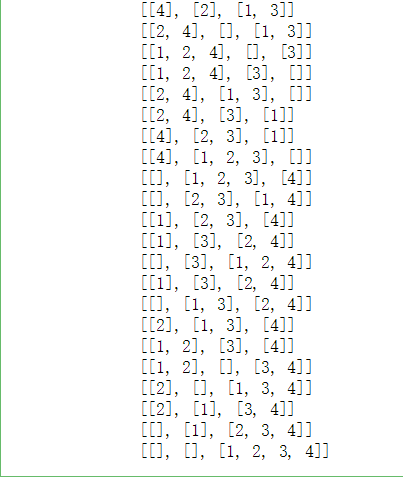 [[4], [2], [1, 3]]
[[2, 4], [], [1, 3]]
[[1, 2, 4], [], [3]]
[[1, 2, 4], [3], []]
[[2, 4], [1, 3], []]
[[2, 4], [3], [1]]
[[4], [2, 3], [1]]
[[4], [1, 2, 3], []]
[[], [1, 2, 3], [4]]
[[], [2, 3], [1, 4]]
[[1], [2, 3], [4]]
[[1], [3], [2, 4]]
[[], [3], [1, 2, 4]]
[[1], [3], [2, 4]]
[[], [1, 3], [2, 4]]
[[2], [1, 3], [4]]
[[1, 2], [3], [4]]
[[1, 2], [], [3, 4]]
[[2], [], [1, 3, 4]]
[[2], [1], [3, 4]]
[[], [1], [2, 3, 4]]
[[], [], [1, 2, 3, 4]]